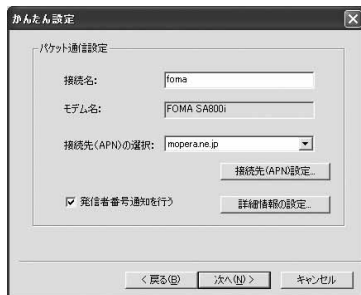 かんたん設定
パケット通信設定
接続名: foma
モデム名: FOMA SA800i
接続先(APN)の選択: mopera.ne.jp
接続先(APN)設定...
発信者番号通知を行う
詳細情報の設定...
< 戻る(B) 次へ(N) > キャンセル